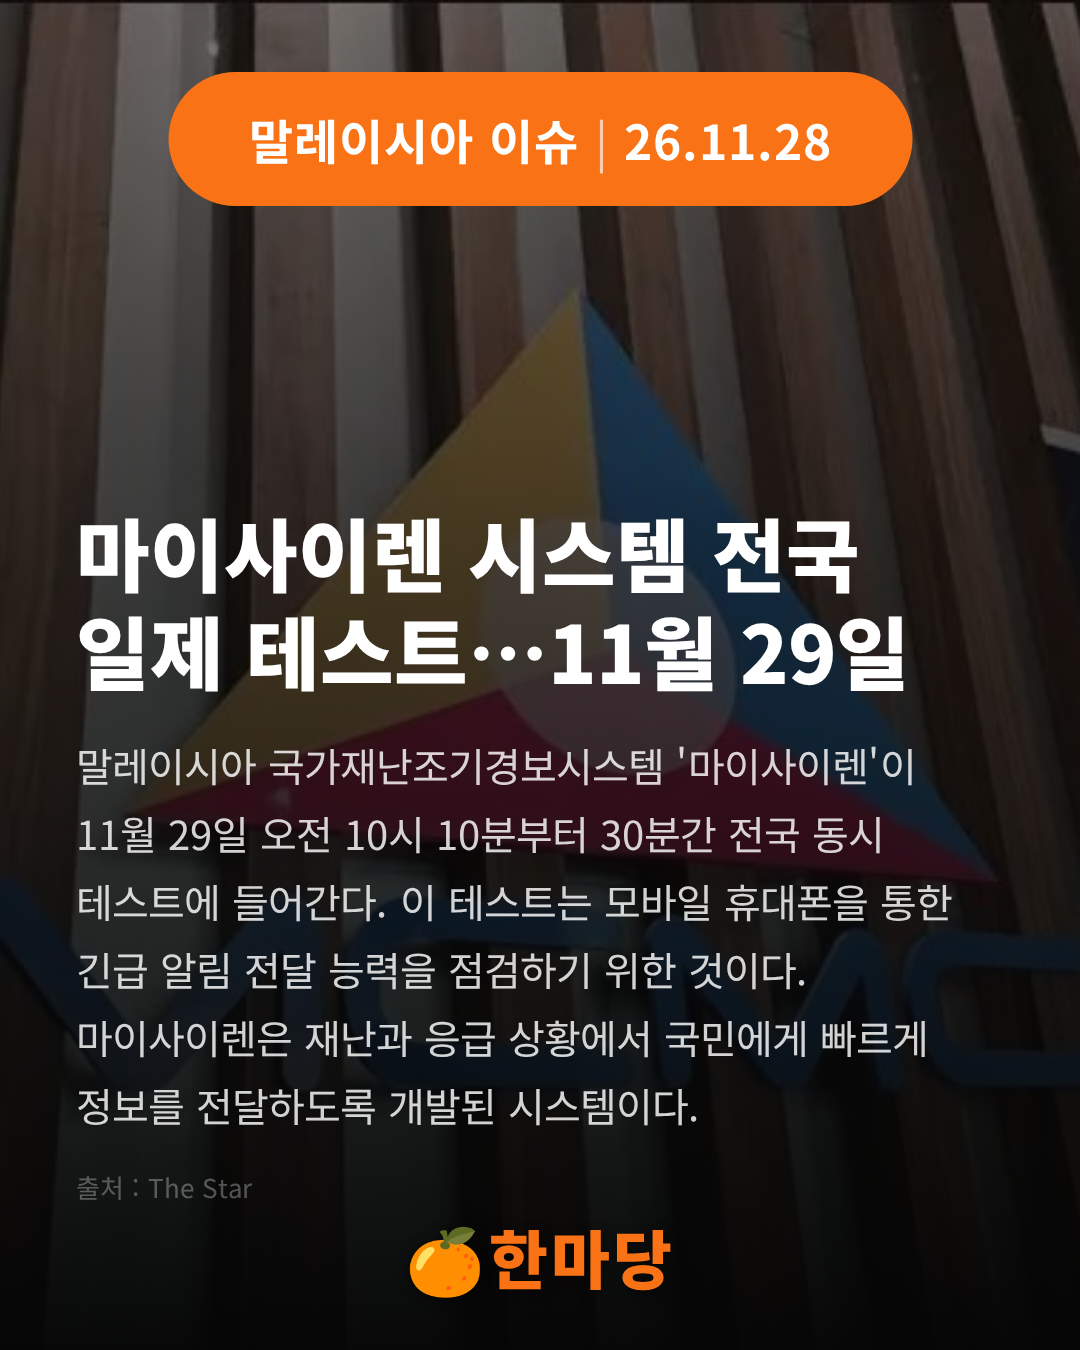 말레이시아 이슈 | 26.11.28
마이사이렌 시스템 전국
일제 테스트…11월 29일
말레이시아 국가재난조기경보시스템 '마이사이렌'이
11월 29일 오전 10시 10분부터 30분간 전국 동시
테스트에 들어간다. 이 테스트는 모바일 휴대폰을 통한
긴급 알림 전달 능력을 점검하기 위한 것이다.
마이사이렌은 재난과 응급 상황에서 국민에게 빠르게
정보를 전달하도록 개발된 시스템이다.
출처 : The Star
한마당